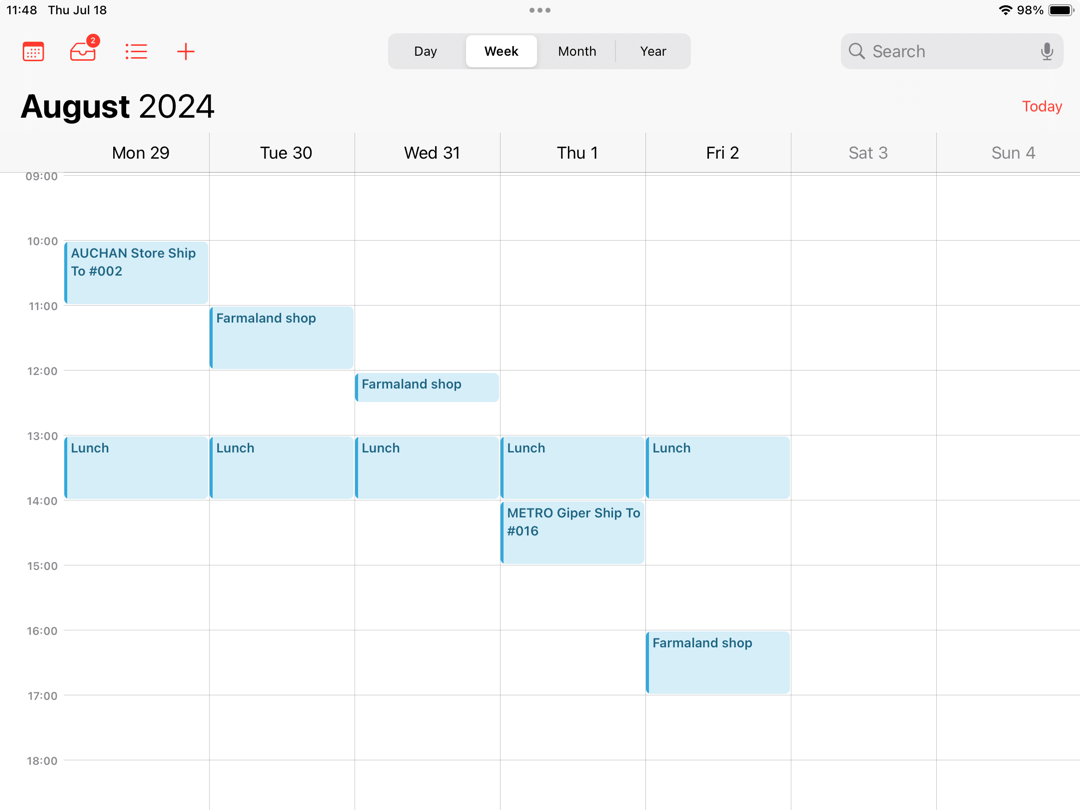 11:48 Thu Jul 18
98%
2
Day Week Month Year
Search
August 2024
Today
Mon 29 Tue 30 Wed 31 Thu 1 Fri 2 Sat 3 Sun 4
09:00
10:00
AUCHAN Store Ship
To #002
11:00
Farmaland shop
12:00
Farmaland shop
13:00
Lunch Lunch Lunch Lunch Lunch
14:00
METRO Giper Ship To
#016
15:00
16:00
Farmaland shop
17:00
18:00